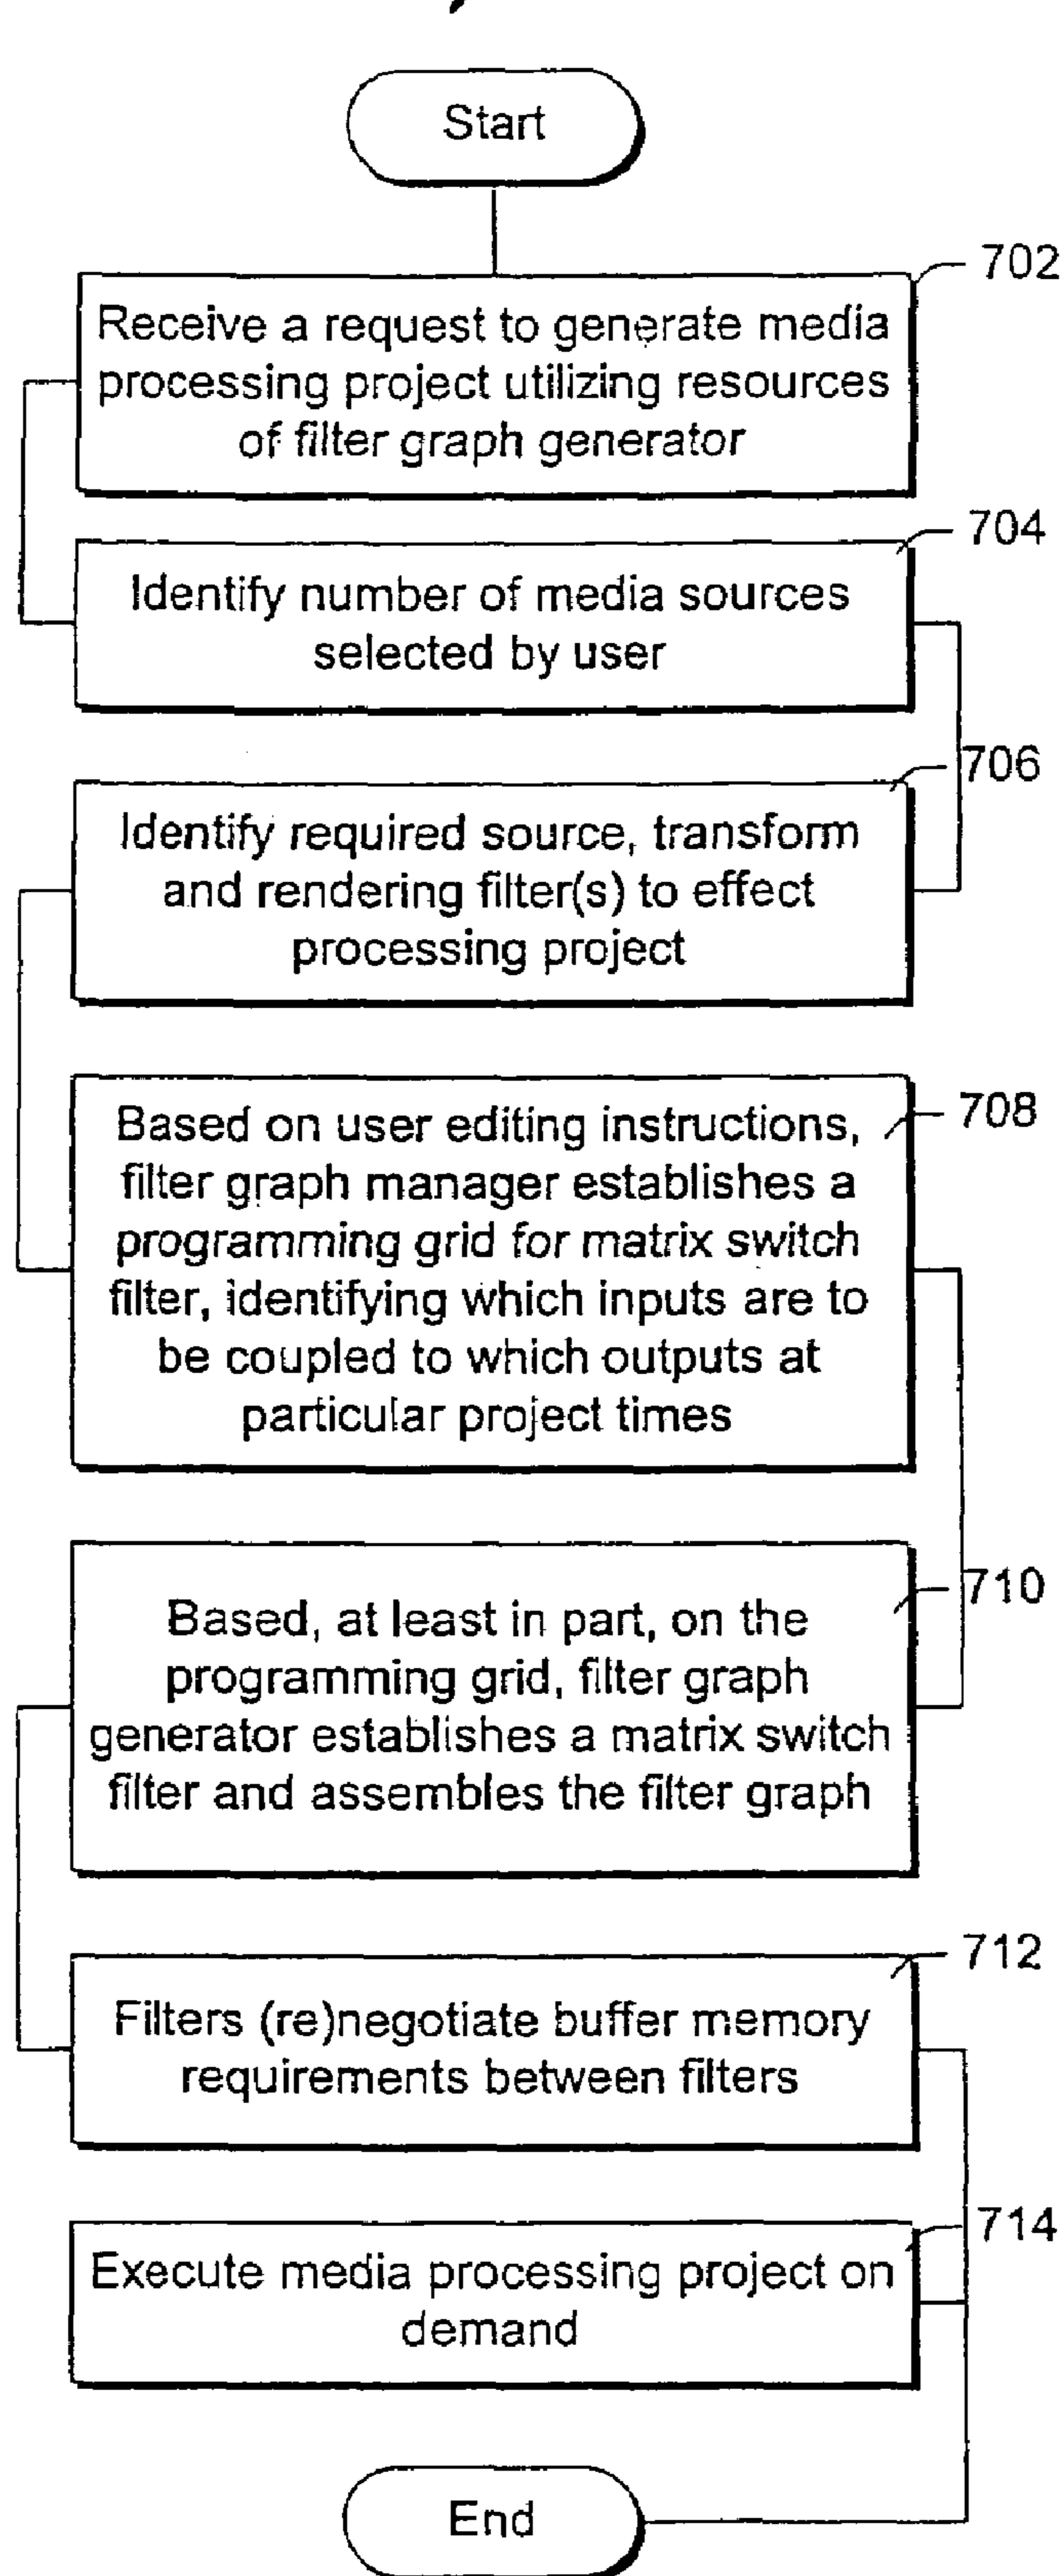 Start
702
Receive a request to generate media
processing project utilizing resources
of filter graph generator
704
Identify number of media sources
selected by user
706
Identify required source, transform
and rendering filter(s) to effect
processing project
708
Based on user editing instructions,
filter graph manager establishes a
programming grid for matrix switch
filter, identifying which inputs are to
be coupled to which outputs at
particular project times
710
Based, at least in part, on the
programming grid, filter graph
generator establishes a matrix switch
filter and assembles the filter graph
712
Filters (re)negotiate buffer memory
requirements between filters
714
Execute media processing project on
demand
End